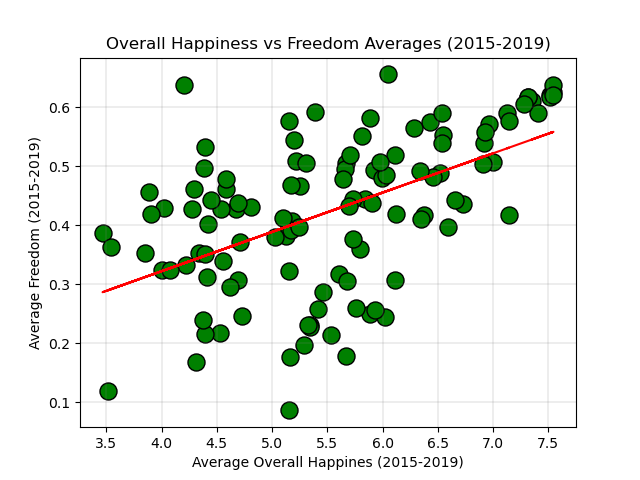 Overall Happiness vs Freedom Averages (2015-2019)
Average Freedom (2015-2019)
0.6
0.5
0.4
0.3
0.2
0.1
3.5 4.0 4.5 5.0 5.5 6.0 6.5 7.0 7.5
Average Overall Happines (2015-2019)